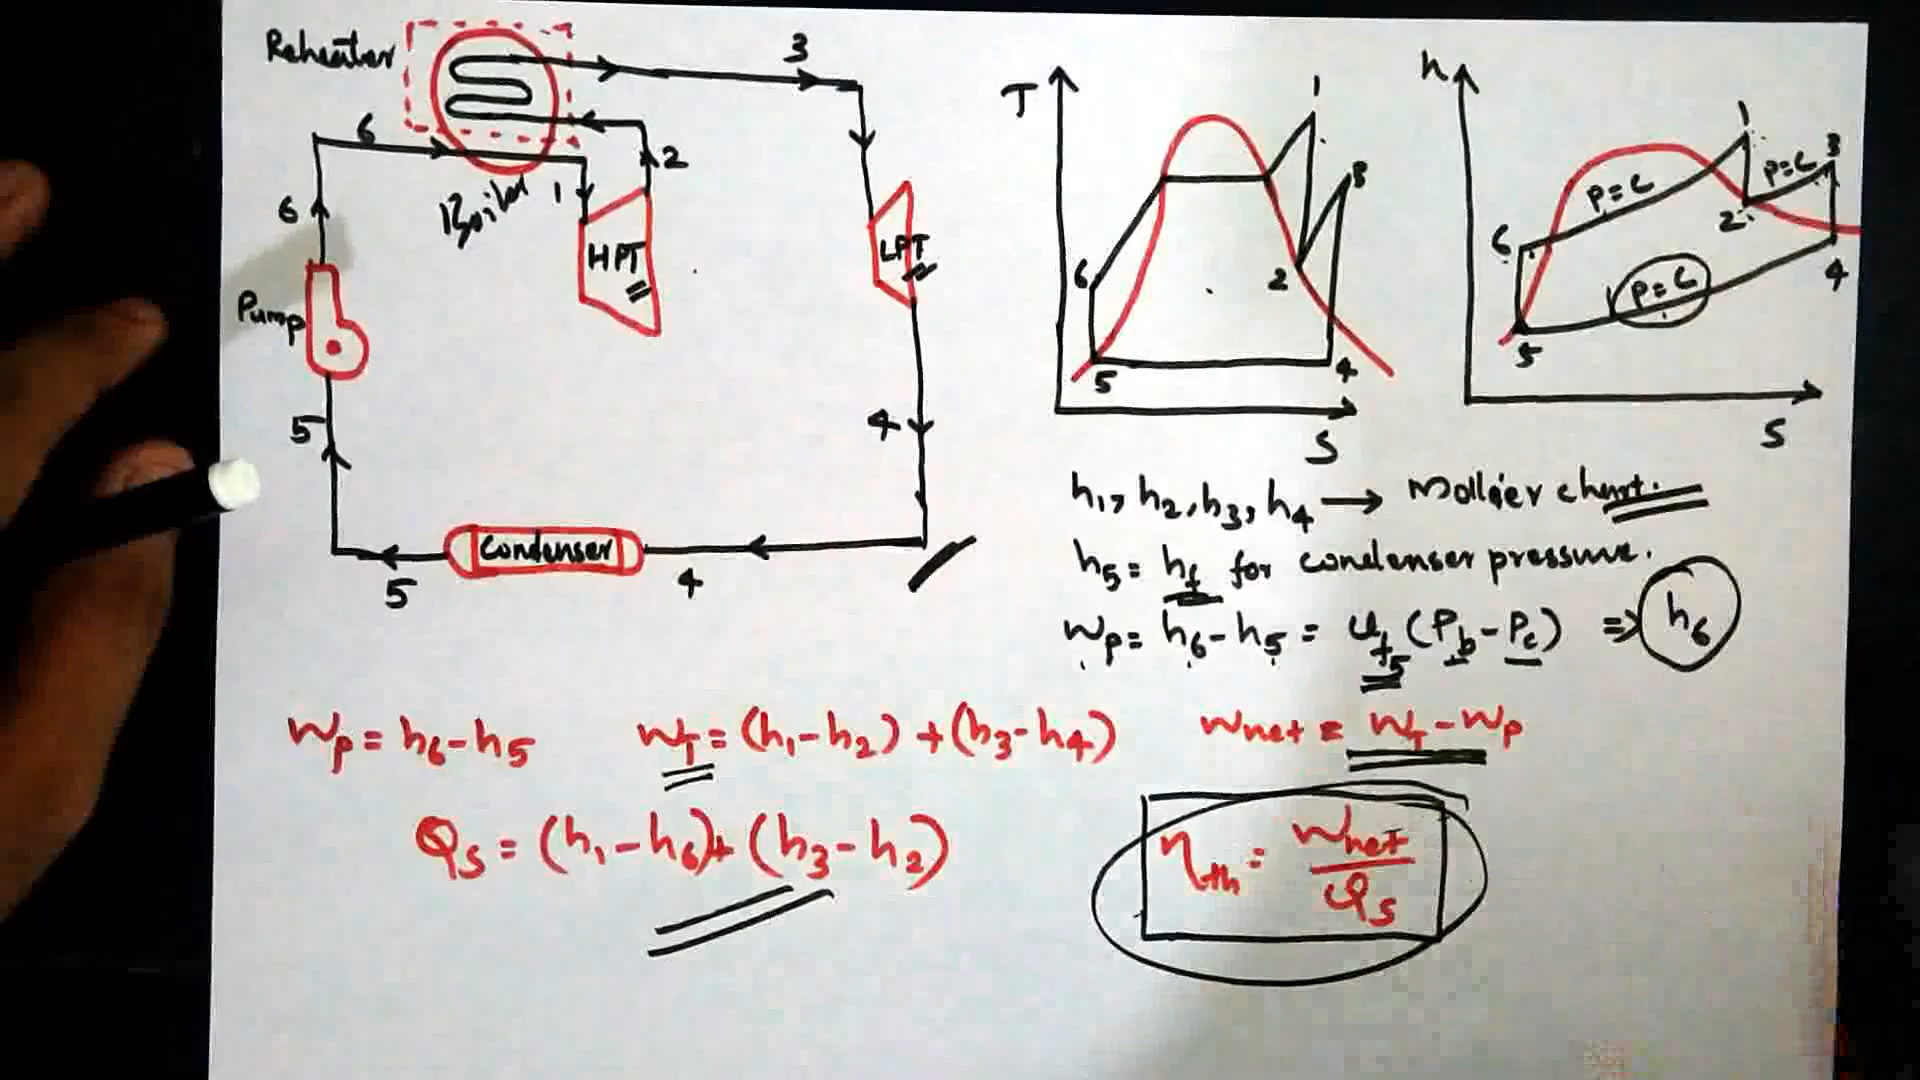 Reheater
3
6
2
Boiler
1
6
HPT
LPT
Pump
5
4
Condenser
5
4
T
1
3
6
2
5
4
S
h
1
3
P=C
P=C
2
6
P=C
4
5
S
h1, h2, h3, h4 → Mollier chart.
h5 = hf for condenser pressure.
Wp = h6-h5 = vf5 (Pb-Pc) ⇒ h6
Wp = h6-h5
WT = (h1-h2) + (h3-h4)
Wnet = WT-Wp
Qs = (h1-h6)+ (h3-h2)
ηth = Wnet/Qs